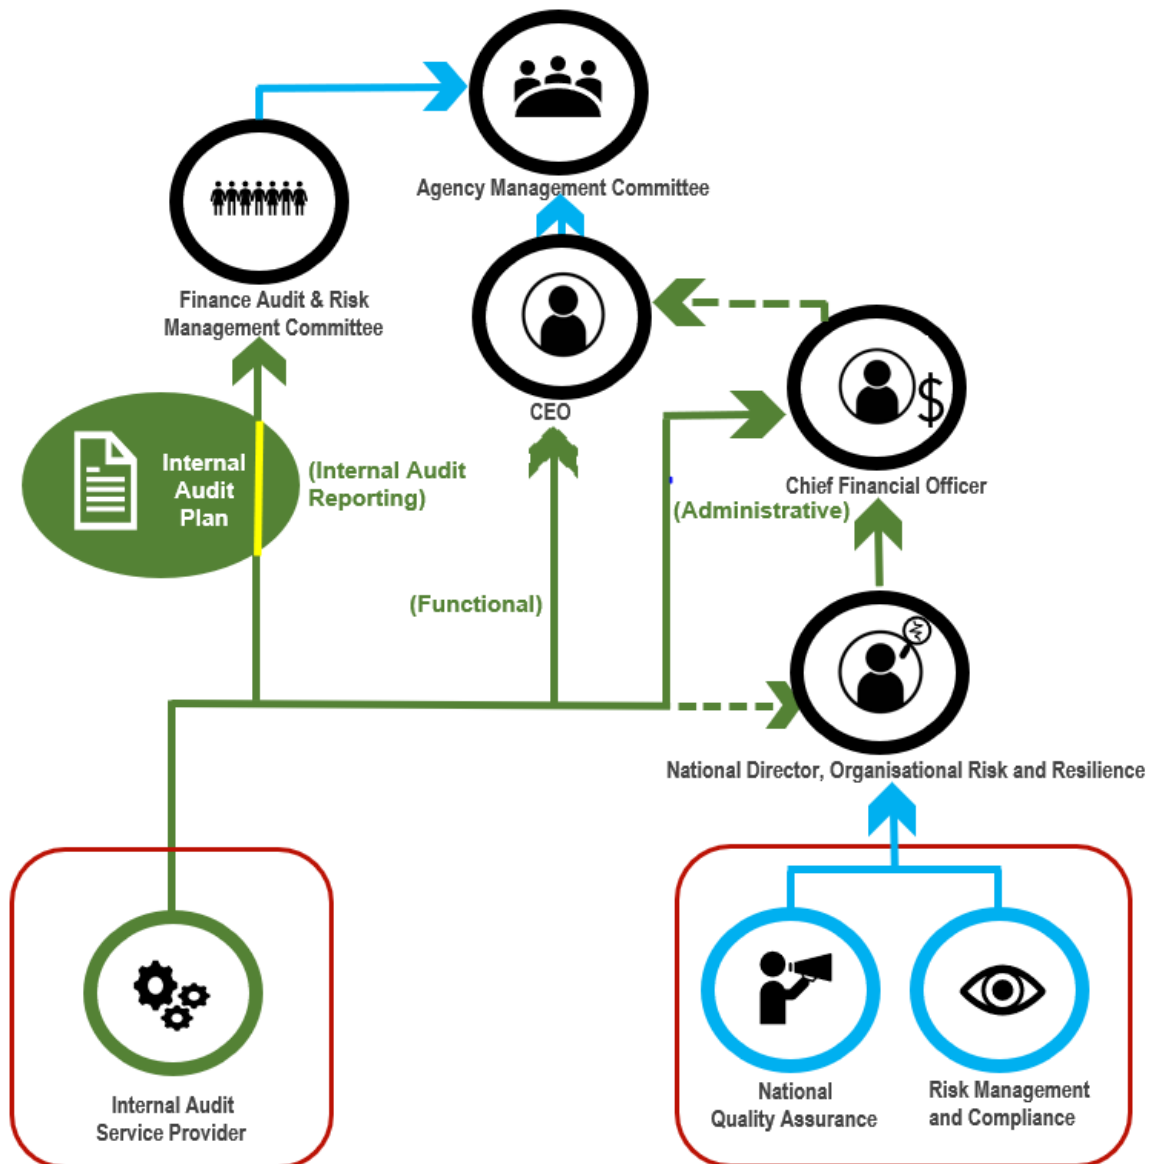 Agency Management Committee
Finance Audit & Risk
Management Committee
CEO
$
Chief Financial Officer
Internal
Audit
Plan
(Internal Audit
Reporting)
(Administrative)
(Functional)
National Director, Organisational Risk and Resilience
Internal Audit
Service Provider
National
Quality Assurance
Risk Management
and Compliance